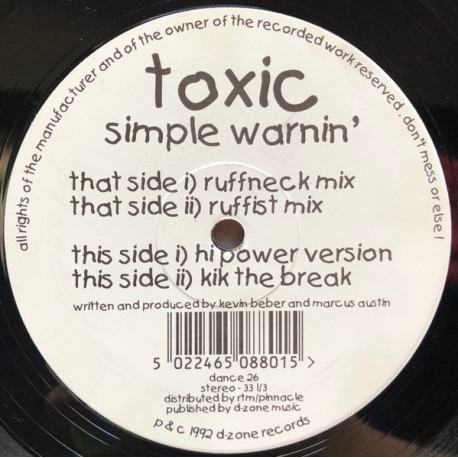 all rights of the manufacturer and of the owner of the recorded work reserved . don't mess or else !
toxic
simple warnin'
that side i) ruffneck mix
that side ii) ruffist mix
this side i) hi power version
this side ii) kik the break
written and produced by kevin beber and marcus austin
5 022465 088015 >
dance 26
stereo - 33 1/3
distributed by rtm/pinnacle
published by d-zone music
p & c 1992 d-zone records